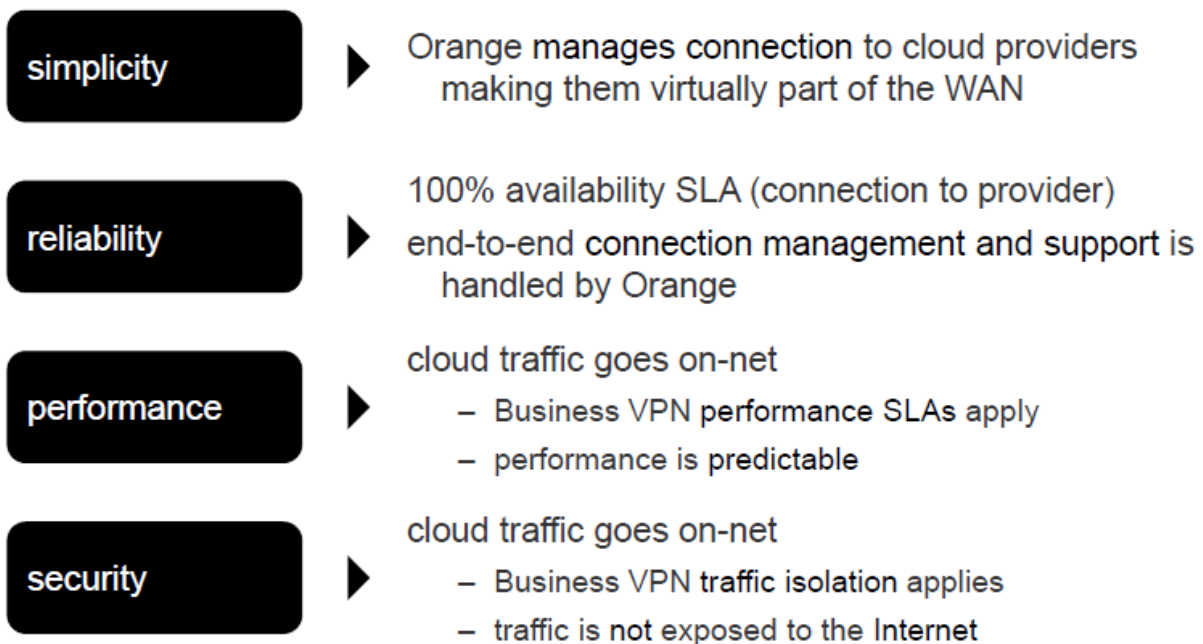 simplicity
Orange manages connection to cloud providers
making them virtually part of the WAN
reliability
100% availability SLA (connection to provider)
end-to-end connection management and support is
handled by Orange
performance
cloud traffic goes on-net
– Business VPN performance SLAs apply
– performance is predictable
security
cloud traffic goes on-net
– Business VPN traffic isolation applies
– traffic is not exposed to the Internet